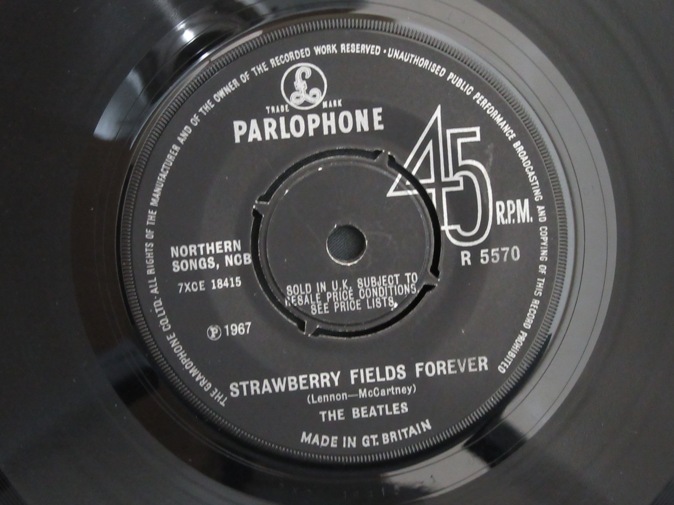 THE GRAMOPHONE CO. LTD. · ALL RIGHTS OF THE MANUFACTURER AND OF THE OWNER OF THE RECORDED WORK RESERVED · UNAUTHORISED PUBLIC PERFORMANCE BROADCASTING AND COPYING OF THIS RECORD PROHIBITED
£
TRADE MARK
PARLOPHONE
45
R.P.M.
R 5570
NORTHERN
SONGS, NCB
7XCE 18415
SOLD IN U.K. SUBJECT TO
RESALE PRICE CONDITIONS,
SEE PRICE LISTS
Ⓟ 1967
STRAWBERRY FIELDS FOREVER
(Lennon—McCartney)
THE BEATLES
MADE IN GT. BRITAIN